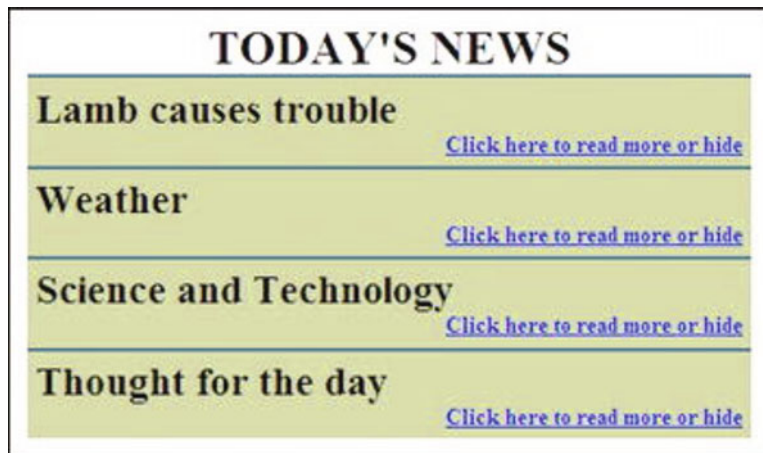 TODAY'S NEWS
Lamb causes trouble
Click here to read more or hide
Weather
Click here to read more or hide
Science and Technology
Click here to read more or hide
Thought for the day
Click here to read more or hide